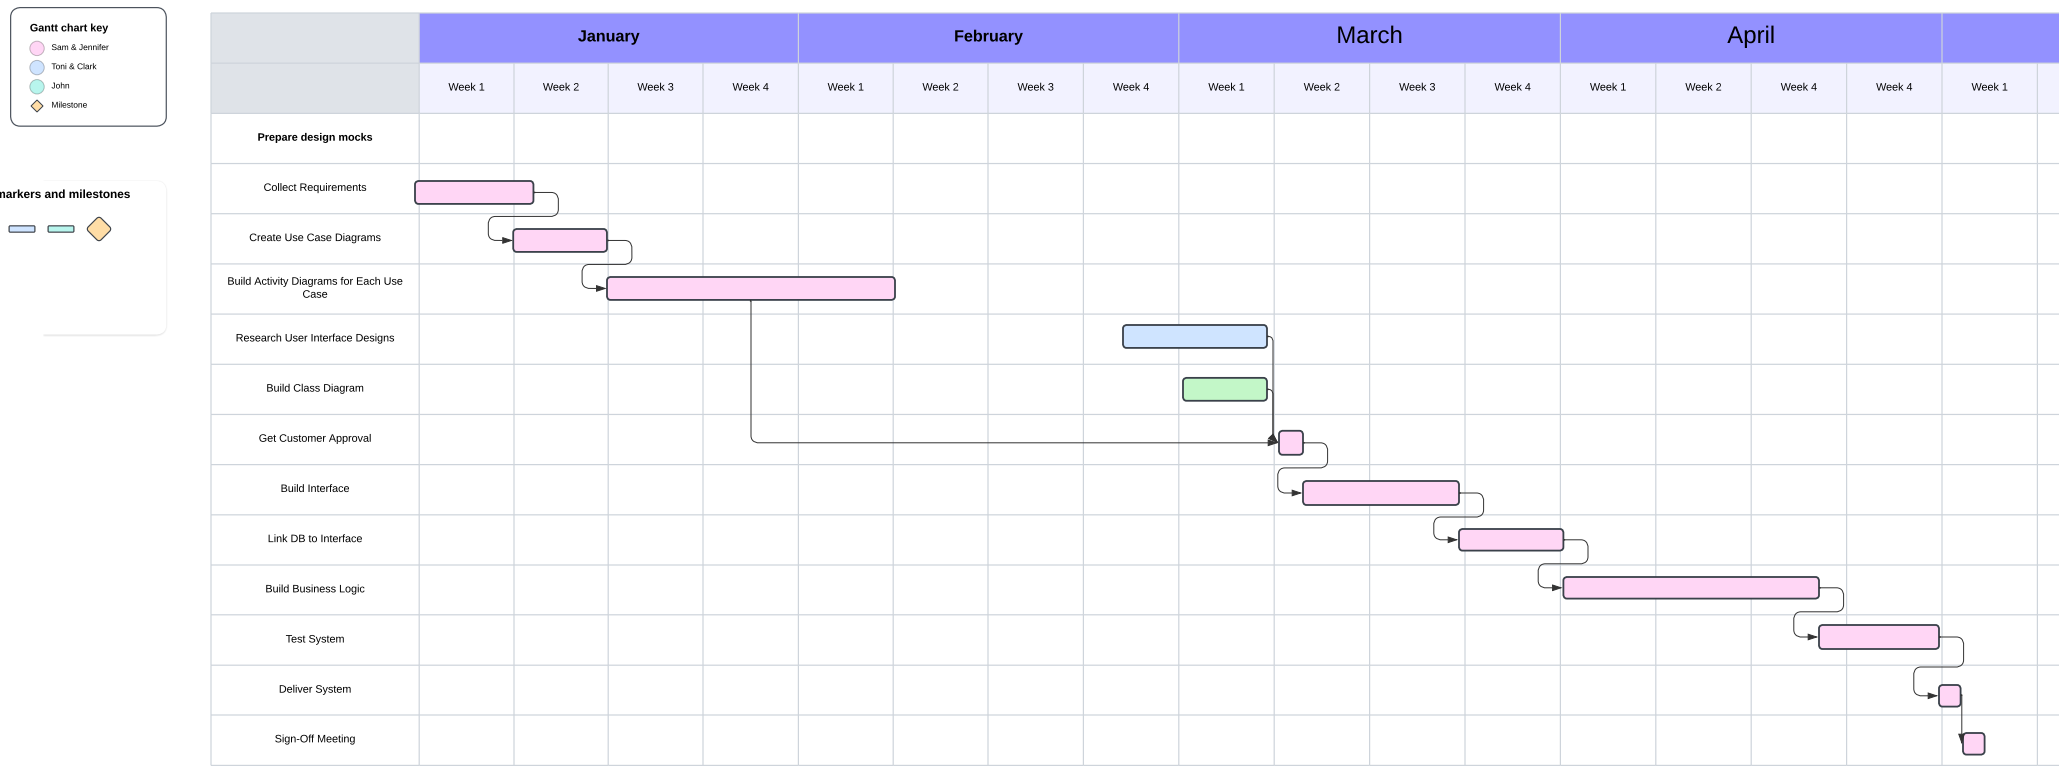 Gantt chart key
Sam & Jennifer
Toni & Clark
John
Milestone
markers and milestones
January
February
March
April
Week 1
Week 2
Week 3
Week 4
Week 1
Week 2
Week 3
Week 4
Week 1
Week 2
Week 3
Week 4
Week 1
Week 2
Week 4
Week 4
Week 1
Prepare design mocks
Collect Requirements
Create Use Case Diagrams
Build Activity Diagrams for Each Use
Case
Research User Interface Designs
Build Class Diagram
Get Customer Approval
Build Interface
Link DB to Interface
Build Business Logic
Test System
Deliver System
Sign-Off Meeting